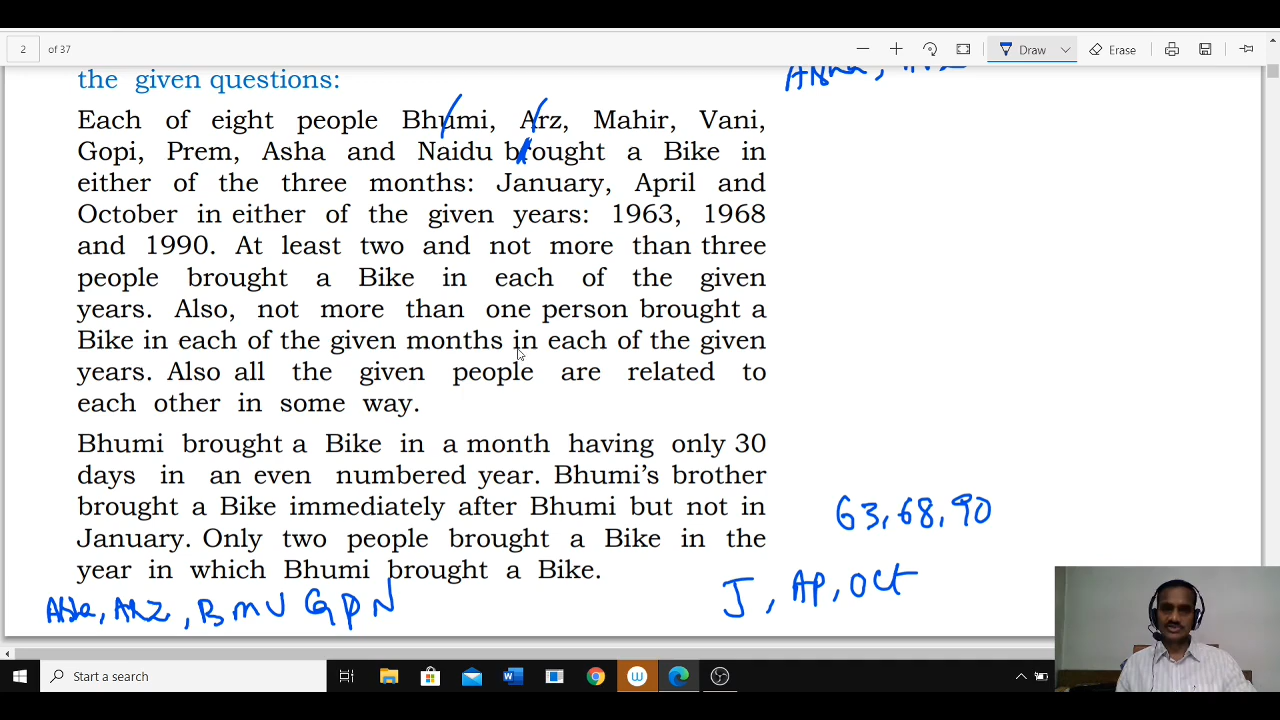 2 of 37 Draw Erase
the given questions:
Each of eight people Bhumi, Arz, Mahir, Vani,
Gopi, Prem, Asha and Naidu brought a Bike in
either of the three months: January, April and
October in either of the given years: 1963, 1968
and 1990. At least two and not more than three
people brought a Bike in each of the given
years. Also, not more than one person brought a
Bike in each of the given months in each of the given
years. Also all the given people are related to
each other in some way.
Bhumi brought a Bike in a month having only 30
days in an even numbered year. Bhumi's brother
brought a Bike immediately after Bhumi but not in
January. Only two people brought a Bike in the
year in which Bhumi brought a Bike.
63, 68, 90
J, AP, Oct
Asha, Arz, B M V G P N
Type here to search